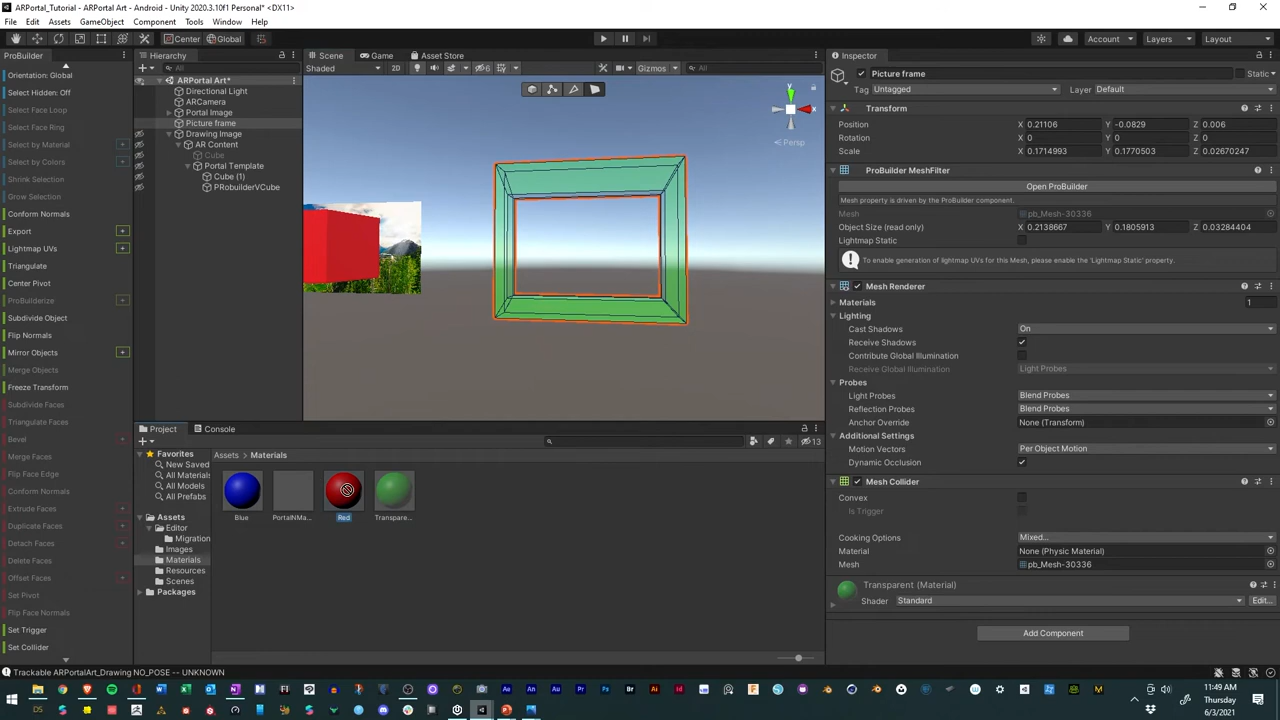 ARPortal_Tutorial - ARPortal Art - Android - Unity 2020.3.10f1 Personal* <DX11>
File Edit Assets GameObject Component Tools Window Help
Center Global Account Layers Layout
ProBuilder
Orientation: Global
Select Hidden: Off
Select Face Loop
Select Face Ring
Select by Material
Select by Colors
Shrink Selection
Grow Selection
Conform Normals
Export
Lightmap UVs
Triangulate
Center Pivot
ProBuilderize
Subdivide Object
Flip Normals
Mirror Objects
Merge Objects
Freeze Transform
Subdivide Faces
Triangulate Faces
Bevel
Merge Faces
Flip Face Edge
Conform Normals
Extrude Faces
Duplicate Faces
Detach Faces
Delete Faces
Offset Faces
Set Pivot
Flip Face Normals
Set Trigger
Set Collider
Hierarchy
All
ARPortal Art*
Directional Light
ARCamera
Portal Image
Picture frame
Drawing Image
AR Content
Cube
Portal Template
Cube (1)
PRobuilderVCube
Scene Game Asset Store
Shaded 2D 6 Gizmos All
y
x
Persp
Project Console
13
Favorites
New Saved
All Materials
All Models
All Prefabs
Assets
Editor
Migration
Images
Materials
Resources
Scenes
Packages
Assets Materials
Blue PortalNMa... Red Transpare...
Inspector
Picture frame Static
Tag Untagged Layer Default
Transform
Position X 0.21106 Y -0.0829 Z 0.006
Rotation X 0 Y 0 Z 0
Scale X 0.1714993 Y 0.1770503 Z 0.02670247
ProBuilder MeshFilter
Open ProBuilder
Mesh property is driven by the ProBuilder component.
Mesh pb_Mesh-30336
Object Size (read only) X 0.2138667 Y 0.1805913 Z 0.03284404
Lightmap Static
To enable generation of lightmap UVs for this Mesh, please enable the 'Lightmap Static' property.
Mesh Renderer
Materials 1
Lighting
Cast Shadows On
Receive Shadows
Contribute Global Illumination
Receive Global Illumination Light Probes
Probes
Light Probes Blend Probes
Reflection Probes Blend Probes
Anchor Override None (Transform)
Additional Settings
Motion Vectors Per Object Motion
Dynamic Occlusion
Mesh Collider
Convex
Is Trigger
Cooking Options Mixed...
Material None (Physic Material)
Mesh pb_Mesh-30336
Transparent (Material)
Shader Standard Edit...
Add Component
Trackable ARPortalArt_Drawing NO_POSE -- UNKNOWN
Ae An Au Pr Ps Br Ai Id
11:49 AM
Thursday
6/3/2021